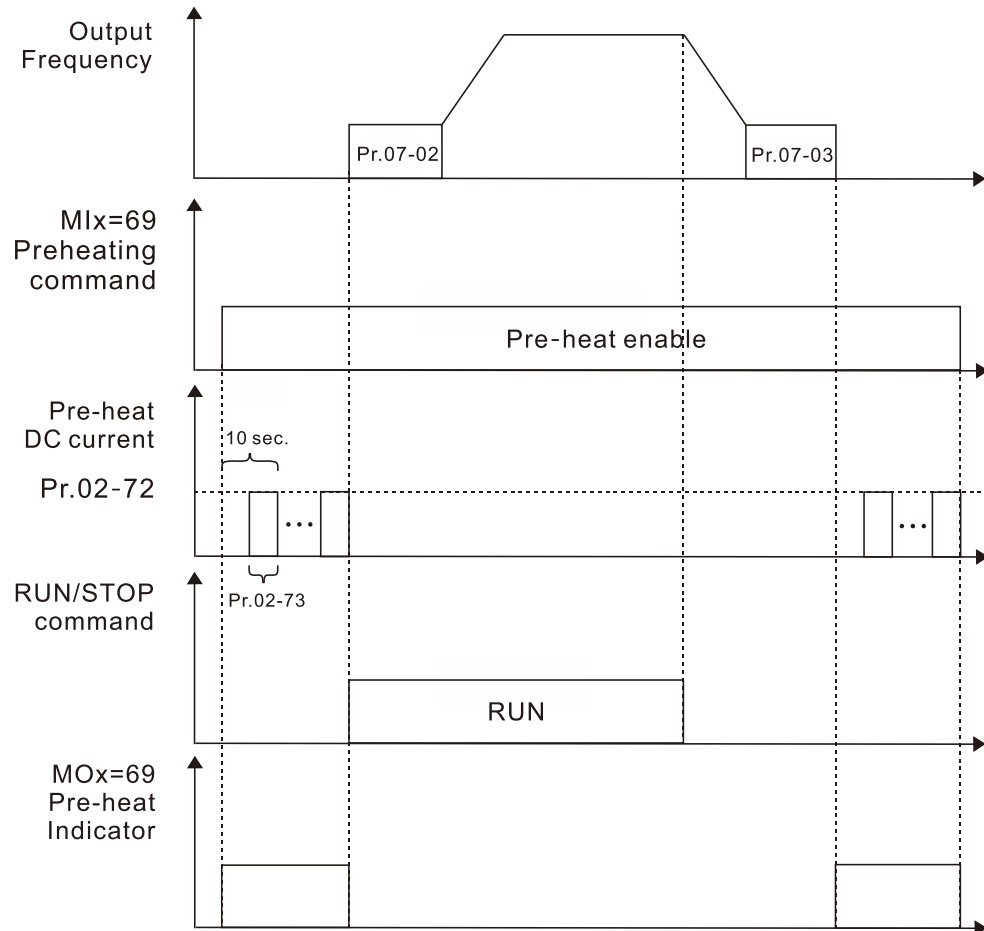 Output
Frequency
Pr.07-02
Pr.07-03
MIx=69
Preheating
command
Pre-heat enable
Pre-heat
DC current
10 sec.
Pr.02-72
Pr.02-73
RUN/STOP
command
RUN
MOx=69
Pre-heat
Indicator